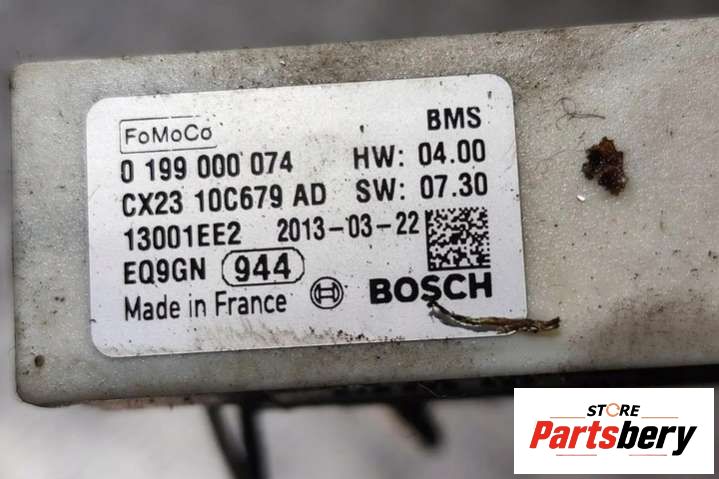 FoMoCo
BMS
0 199 000 074 HW: 04.00
CX23 10C679 AD SW: 07.30
13001EE2 2013-03-22
EQ9GN 944
Made in France BOSCH
STORE
Partsbery